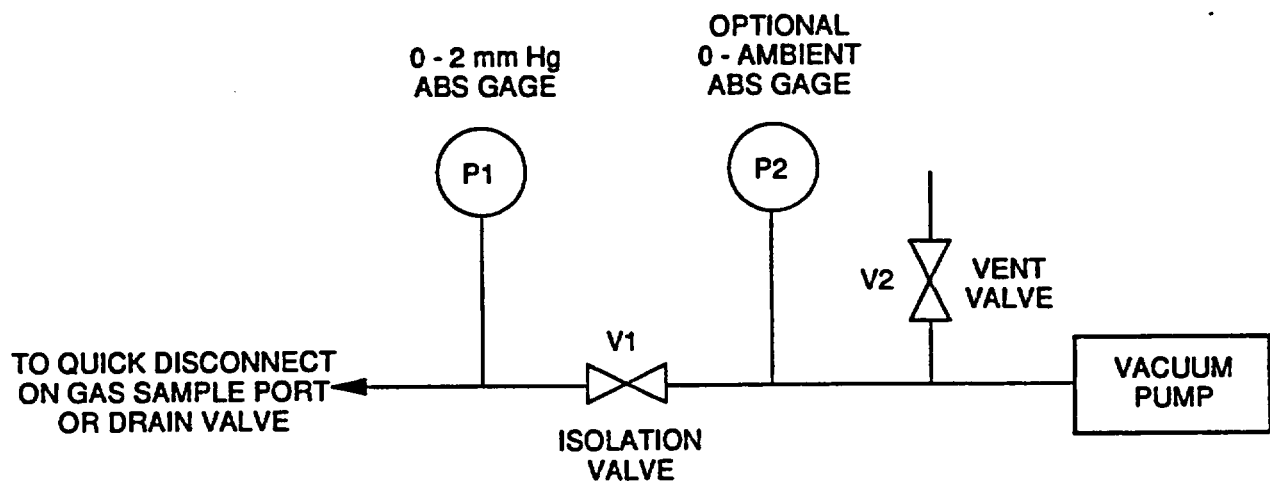 0 - 2 mm Hg
ABS GAGE
OPTIONAL
0 - AMBIENT
ABS GAGE
P1
P2
V2
VENT
VALVE
V1
TO QUICK DISCONNECT
ON GAS SAMPLE PORT
OR DRAIN VALVE
ISOLATION
VALVE
VACUUM
PUMP